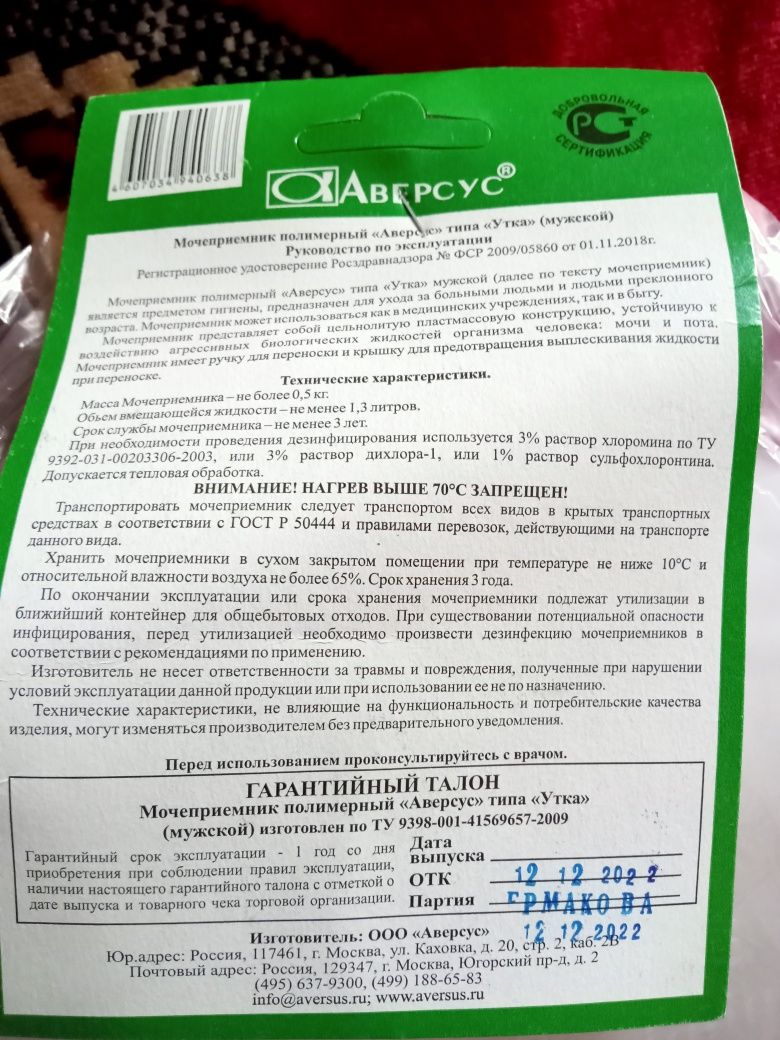 4607034940638
ДОБРОВОЛЬНАЯ
РСТ
СЕРТИФИКАЦИЯ
АВЕРСУС®
Мочеприемник полимерный «Аверсус» типа «Утка» (мужской)
Руководство по эксплуатации
Регистрационное удостоверение Росздравнадзора № ФСР 2009/05860 от 01.11.2018г.
Мочеприемник полимерный «Аверсус» типа «Утка» мужской (далее по тексту мочеприемник)
является предметом гигиены, предназначен для ухода за больными людьми и людьми преклонного
возраста. Мочеприемник может использоваться как в медицинских учреждениях, так и в быту.
Мочеприемник представляет собой цельнолитую пластмассовую конструкцию, устойчивую к
воздействию агрессивных биологических жидкостей организма человека: мочи и пота.
Мочеприемник имеет ручку для переноски и крышку для предотвращения выплескивания жидкости
при переноске.
Технические характеристики.
Масса Мочеприемника – не более 0,5 кг.
Объем вмещающейся жидкости – не менее 1,3 литров.
Срок службы мочеприемника – не менее 3 лет.
При необходимости проведения дезинфицирования используется 3% раствор хлоромина по ТУ
9392-031-00203306-2003, или 3% раствор дихлора-1, или 1% раствор сульфохлоронтина.
Допускается тепловая обработка.
ВНИМАНИЕ! НАГРЕВ ВЫШЕ 70°С ЗАПРЕЩЕН!
Транспортировать мочеприемник следует транспортом всех видов в крытых транспортных
средствах в соответствии с ГОСТ Р 50444 и правилами перевозок, действующими на транспорте
данного вида.
Хранить мочеприемники в сухом закрытом помещении при температуре не ниже 10°С и
относительной влажности воздуха не более 65%. Срок хранения 3 года.
По окончании эксплуатации или срока хранения мочеприемники подлежат утилизации в
ближийший контейнер для общебытовых отходов. При существовании потенциальной опасности
инфицирования, перед утилизацией необходимо произвести дезинфекцию мочеприемников в
соответствии с рекомендациями по применению.
Изготовитель не несет ответственности за травмы и повреждения, полученные при нарушении
условий эксплуатации данной продукции или при использовании ее не по назначению.
Технические характеристики, не влияющие на функциональность и потребительские качества
изделия, могут изменяться производителем без предварительного уведомления.
Перед использованием проконсультируйтесь с врачом.
ГАРАНТИЙНЫЙ ТАЛОН
Мочеприемник полимерный «Аверсус» типа «Утка»
(мужской) изготовлен по ТУ 9398-001-41569657-2009
Гарантийный срок эксплуатации - 1 год со дня
приобретения при соблюдении правил эксплуатации,
наличии настоящего гарантийного талона с отметкой о
дате выпуска и товарного чека торговой организации.
Дата
выпуска
ОТК 12 12 2022
Партия ЕРМАКОВА
12 12 2022
Изготовитель: ООО «Аверсус»
Юр.адрес: Россия, 117461, г. Москва, ул. Каховка, д. 20, стр. 2, каб. 2В
Почтовый адрес: Россия, 129347, г. Москва, Югорский пр-д, д. 2
(495) 637-9300, (499) 188-65-83
info@aversus.ru; www.aversus.ru